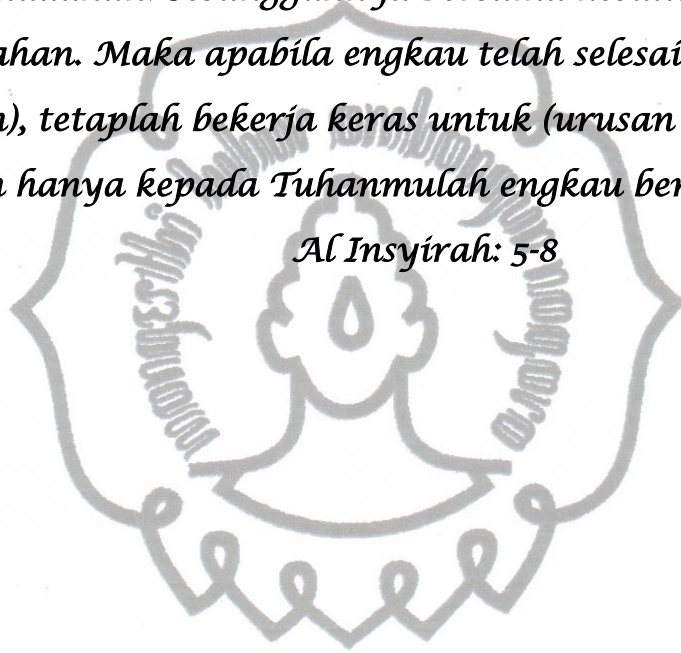 ahan. Maka apabila engkau telah selesai
n), tetaplah bekerja keras untuk (urusan
n hanya kepada Tuhanmulah engkau ber
Al Insyirah: 5-8